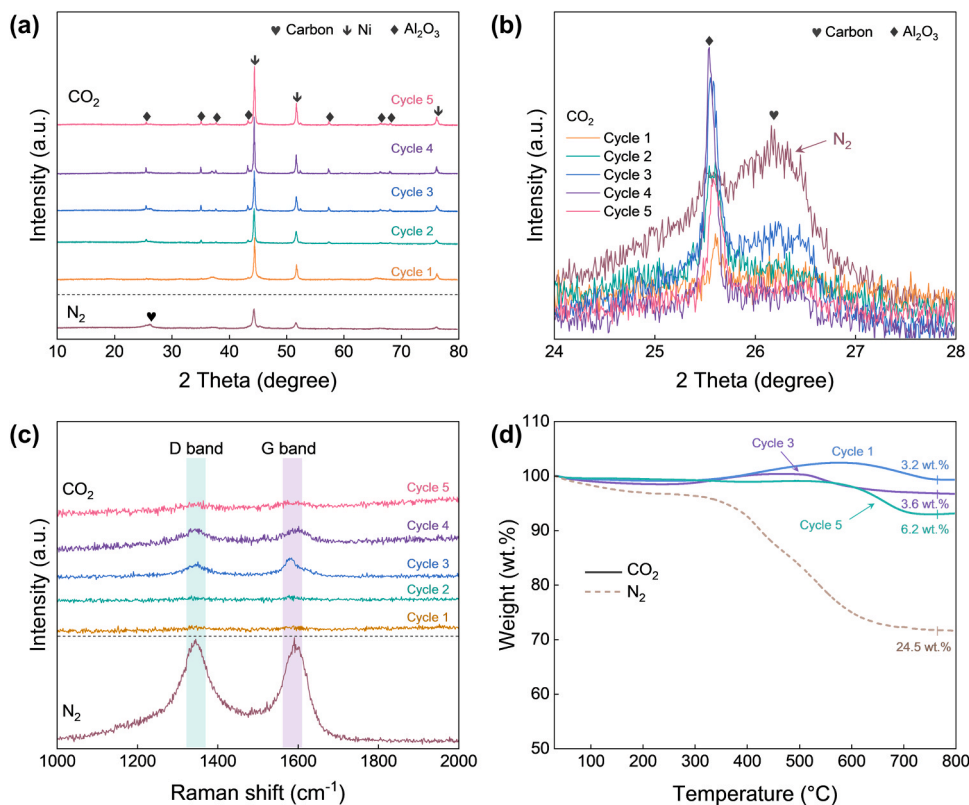 (a)
♥ Carbon ↓ Ni ◆ Al₂O₃
CO₂
Cycle 5
Cycle 4
Cycle 3
Cycle 2
Cycle 1
N₂
Intensity (a.u.)
10 20 30 40 50 60 70 80
2 Theta (degree)
(b)
♥ Carbon ◆ Al₂O₃
CO₂
Cycle 1
Cycle 2
Cycle 3
Cycle 4
Cycle 5
N₂
Intensity (a.u.)
24 25 26 27 28
2 Theta (degree)
(c)
D band G band
CO₂
Cycle 5
Cycle 4
Cycle 3
Cycle 2
Cycle 1
N₂
Intensity (a.u.)
1000 1200 1400 1600 1800 2000
Raman shift (cm⁻¹)
(d)
110
100
90
80
70
60
50
Weight (wt.%)
Cycle 3
Cycle 1
3.2 wt.%
3.6 wt.%
Cycle 5
6.2 wt.%
CO₂
N₂
24.5 wt.%
100 200 300 400 500 600 700 800
Temperature (°C)